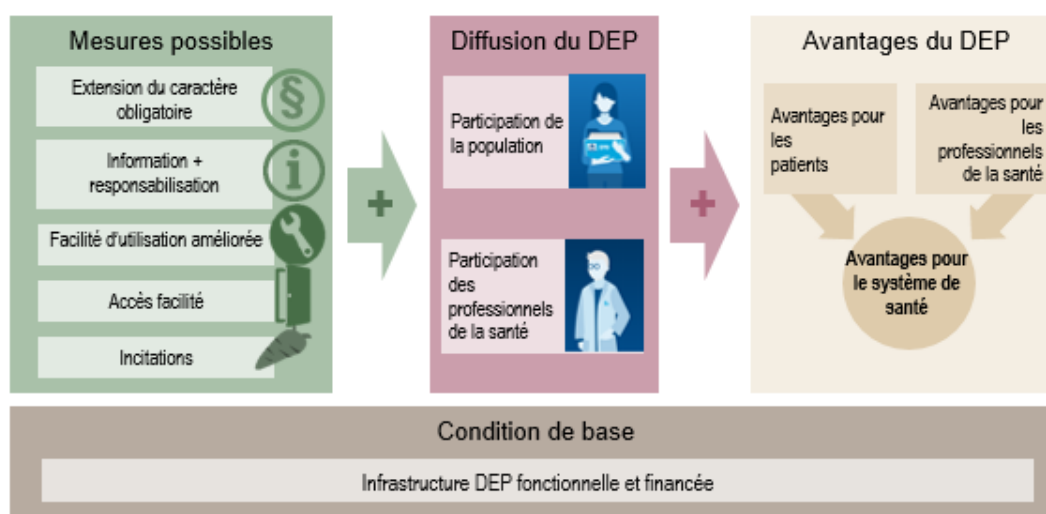 Mesures possibles
Extension du caractère
obligatoire
§
Information +
responsabilisation
i
Facilité d'utilisation améliorée
Accès facilité
Incitations
+
Diffusion du DEP
Participation de
la population
Participation
des
professionnels
de la santé
+
Avantages du DEP
Avantages pour
les
patients
Avantages pour
les
professionnels
de la santé
Avantages pour
le système de
santé
Condition de base
Infrastructure DEP fonctionnelle et financée